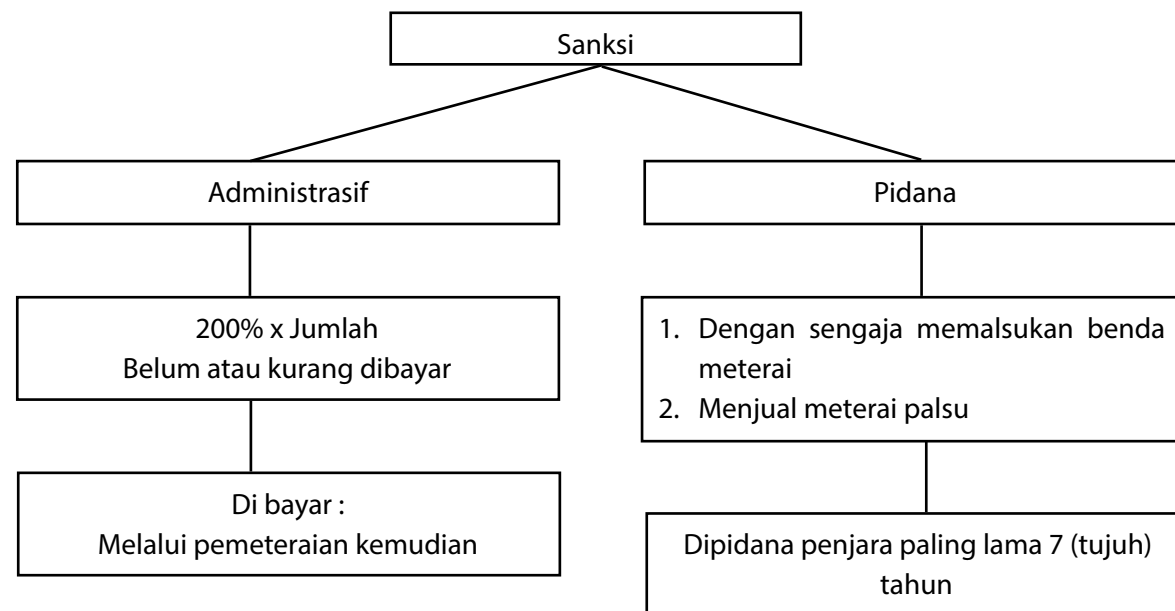 Sanksi
Administrasif
200% x Jumlah
Belum atau kurang dibayar
Di bayar :
Melalui pemeteraian kemudian
Pidana
1. Dengan sengaja memalsukan benda
meterai
2. Menjual meterai palsu
Dipidana penjara paling lama 7 (tujuh)
tahun